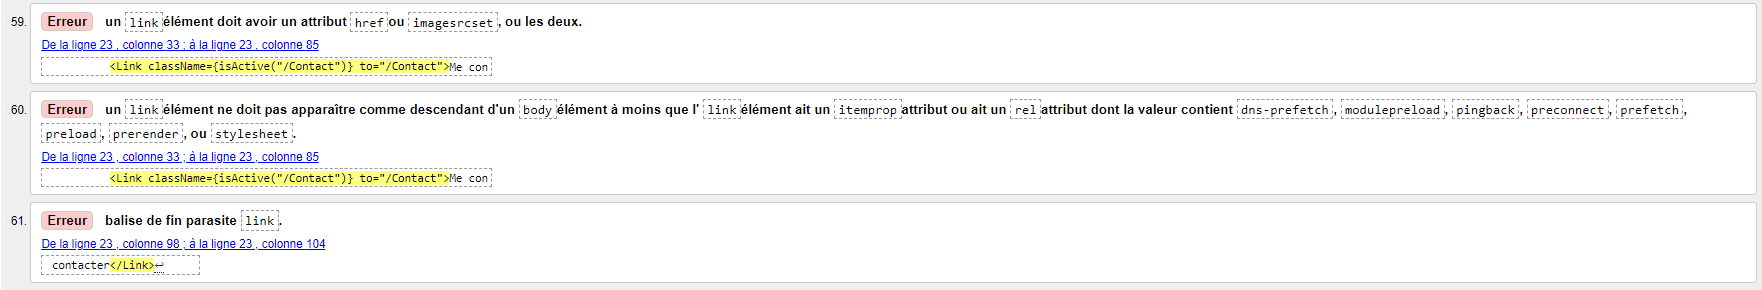 59. Erreur un link élément doit avoir un attribut href ou imagesrcset, ou les deux.
De la ligne 23 , colonne 33 ; à la ligne 23 , colonne 85
<Link className={isActive("/Contact")} to="/Contact">Me con
60. Erreur un link élément ne doit pas apparaître comme descendant d'un body élément à moins que l' link élément ait un itemprop attribut ou ait un rel attribut dont la valeur contient dns-prefetch, modulepreload, pingback, preconnect, prefetch,
preload, prerender, ou stylesheet.
De la ligne 23 , colonne 33 ; à la ligne 23 , colonne 85
<Link className={isActive("/Contact")} to="/Contact">Me con
61. Erreur balise de fin parasite link.
De la ligne 23 , colonne 98 ; à la ligne 23 , colonne 104
contacter</Link>↩